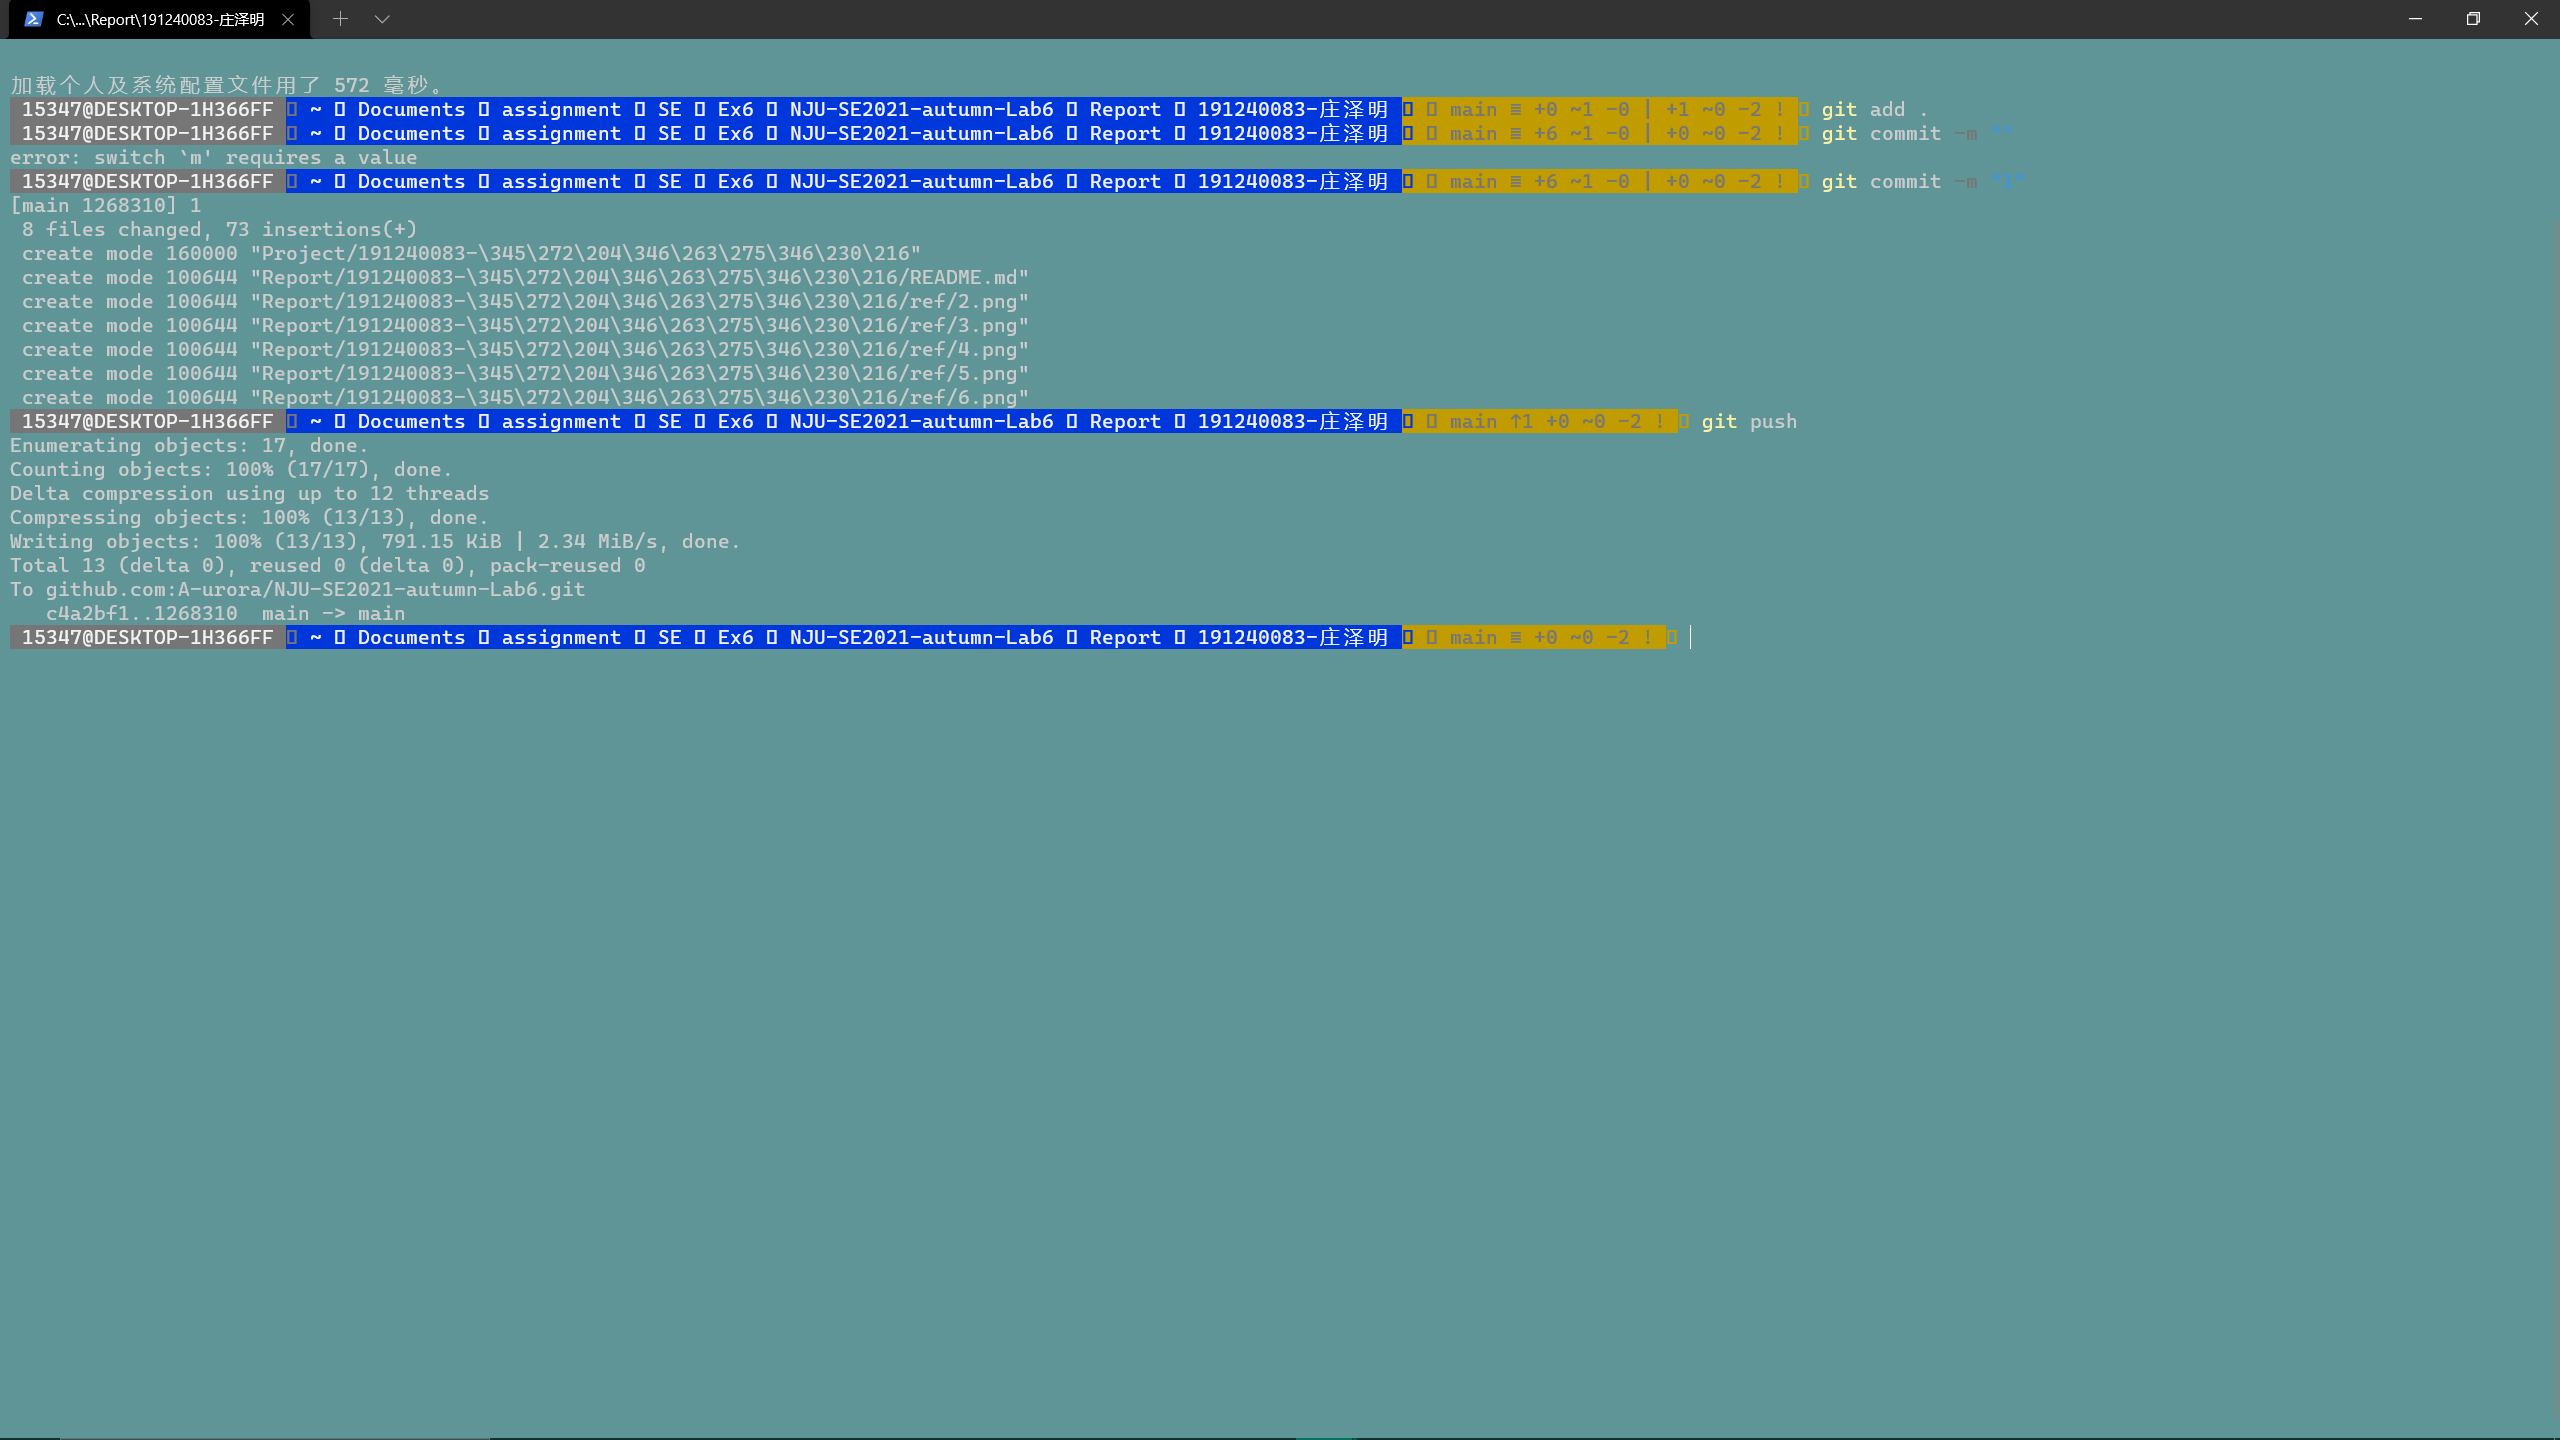 C:\...\Report\191240083-庄泽明
加载个人及系统配置文件用了 572 毫秒。
15347@DESKTOP-1H366FF ~ Documents assignment SE Ex6 NJU-SE2021-autumn-Lab6 Report 191240083-庄泽明 main ≡ +0 ~1 -0 | +1 ~0 -2 ! git add .
15347@DESKTOP-1H366FF ~ Documents assignment SE Ex6 NJU-SE2021-autumn-Lab6 Report 191240083-庄泽明 main ≡ +6 ~1 -0 | +0 ~0 -2 ! git commit -m ""
error: switch `m' requires a value
15347@DESKTOP-1H366FF ~ Documents assignment SE Ex6 NJU-SE2021-autumn-Lab6 Report 191240083-庄泽明 main ≡ +6 ~1 -0 | +0 ~0 -2 ! git commit -m "1"
[main 1268310] 1
8 files changed, 73 insertions(+)
create mode 160000 "Project/191240083-\345\272\204\346\263\275\346\230\216"
create mode 100644 "Report/191240083-\345\272\204\346\263\275\346\230\216/README.md"
create mode 100644 "Report/191240083-\345\272\204\346\263\275\346\230\216/ref/2.png"
create mode 100644 "Report/191240083-\345\272\204\346\263\275\346\230\216/ref/3.png"
create mode 100644 "Report/191240083-\345\272\204\346\263\275\346\230\216/ref/4.png"
create mode 100644 "Report/191240083-\345\272\204\346\263\275\346\230\216/ref/5.png"
create mode 100644 "Report/191240083-\345\272\204\346\263\275\346\230\216/ref/6.png"
15347@DESKTOP-1H366FF ~ Documents assignment SE Ex6 NJU-SE2021-autumn-Lab6 Report 191240083-庄泽明 main ↑1 +0 ~0 -2 ! git push
Enumerating objects: 17, done.
Counting objects: 100% (17/17), done.
Delta compression using up to 12 threads
Compressing objects: 100% (13/13), done.
Writing objects: 100% (13/13), 791.15 KiB | 2.34 MiB/s, done.
Total 13 (delta 0), reused 0 (delta 0), pack-reused 0
To github.com:A-urora/NJU-SE2021-autumn-Lab6.git
c4a2bf1..1268310 main -> main
15347@DESKTOP-1H366FF ~ Documents assignment SE Ex6 NJU-SE2021-autumn-Lab6 Report 191240083-庄泽明 main ≡ +0 ~0 -2 !